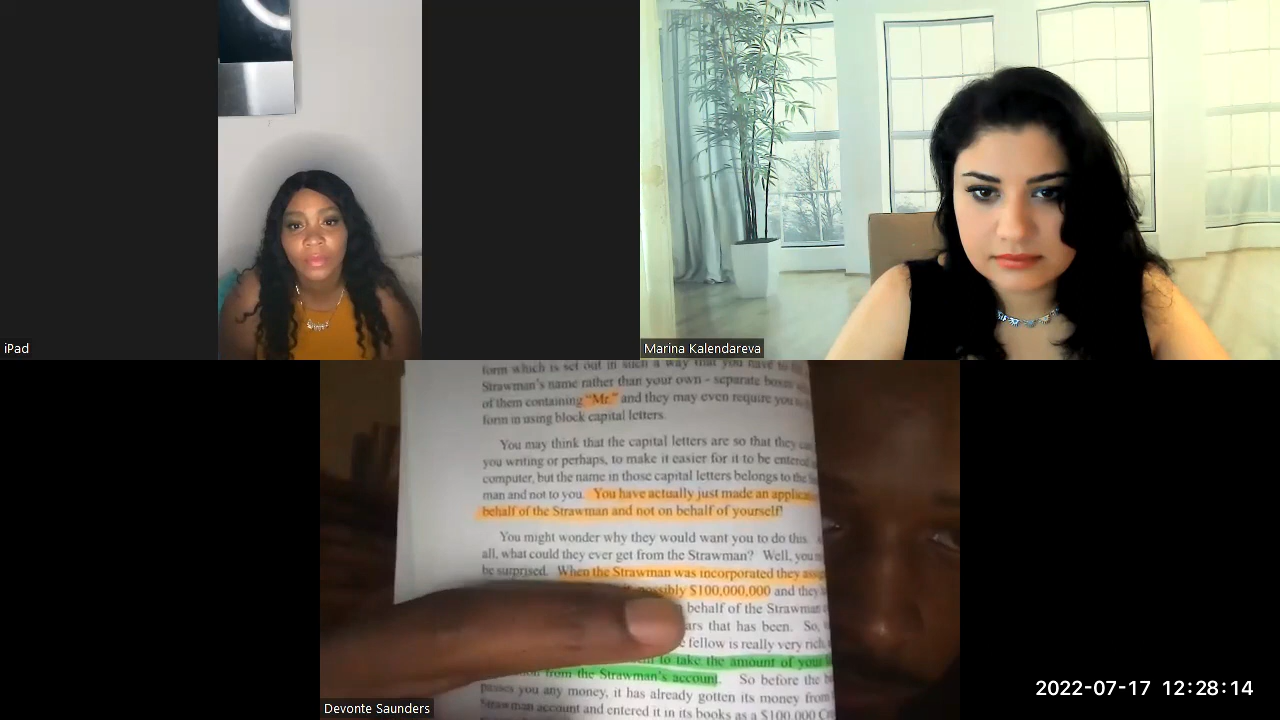 iPad
Marina Kalendareva
form which is set out in such a way that you have to
Strawman's name rather than your own - separate boxes
of them containing "Mr." and they may even require you to
form in using block capital letters.
You may think that the capital letters are so that they can
you writing or perhaps, to make it easier for it to be entered
computer, but the name in those capital letters belongs to the
man and not to you. You have actually just made an
behalf of the Strawman and not on behalf of yourself!
You might wonder why they would want you to do this.
all, what could they ever get from the Strawman? Well, you
be surprised. When the Strawman was incorporated they
possibly $100,000,000 and they
behalf of the Strawman
ars that has been. So,
fellow is really very rich,
to take the amount of your
from the Strawman's account. So before the
passes you any money, it has already gotten its money from
Strawman account and entered it in its books as a $100,000
Devonte Saunders
2022-07-17 12:28:14